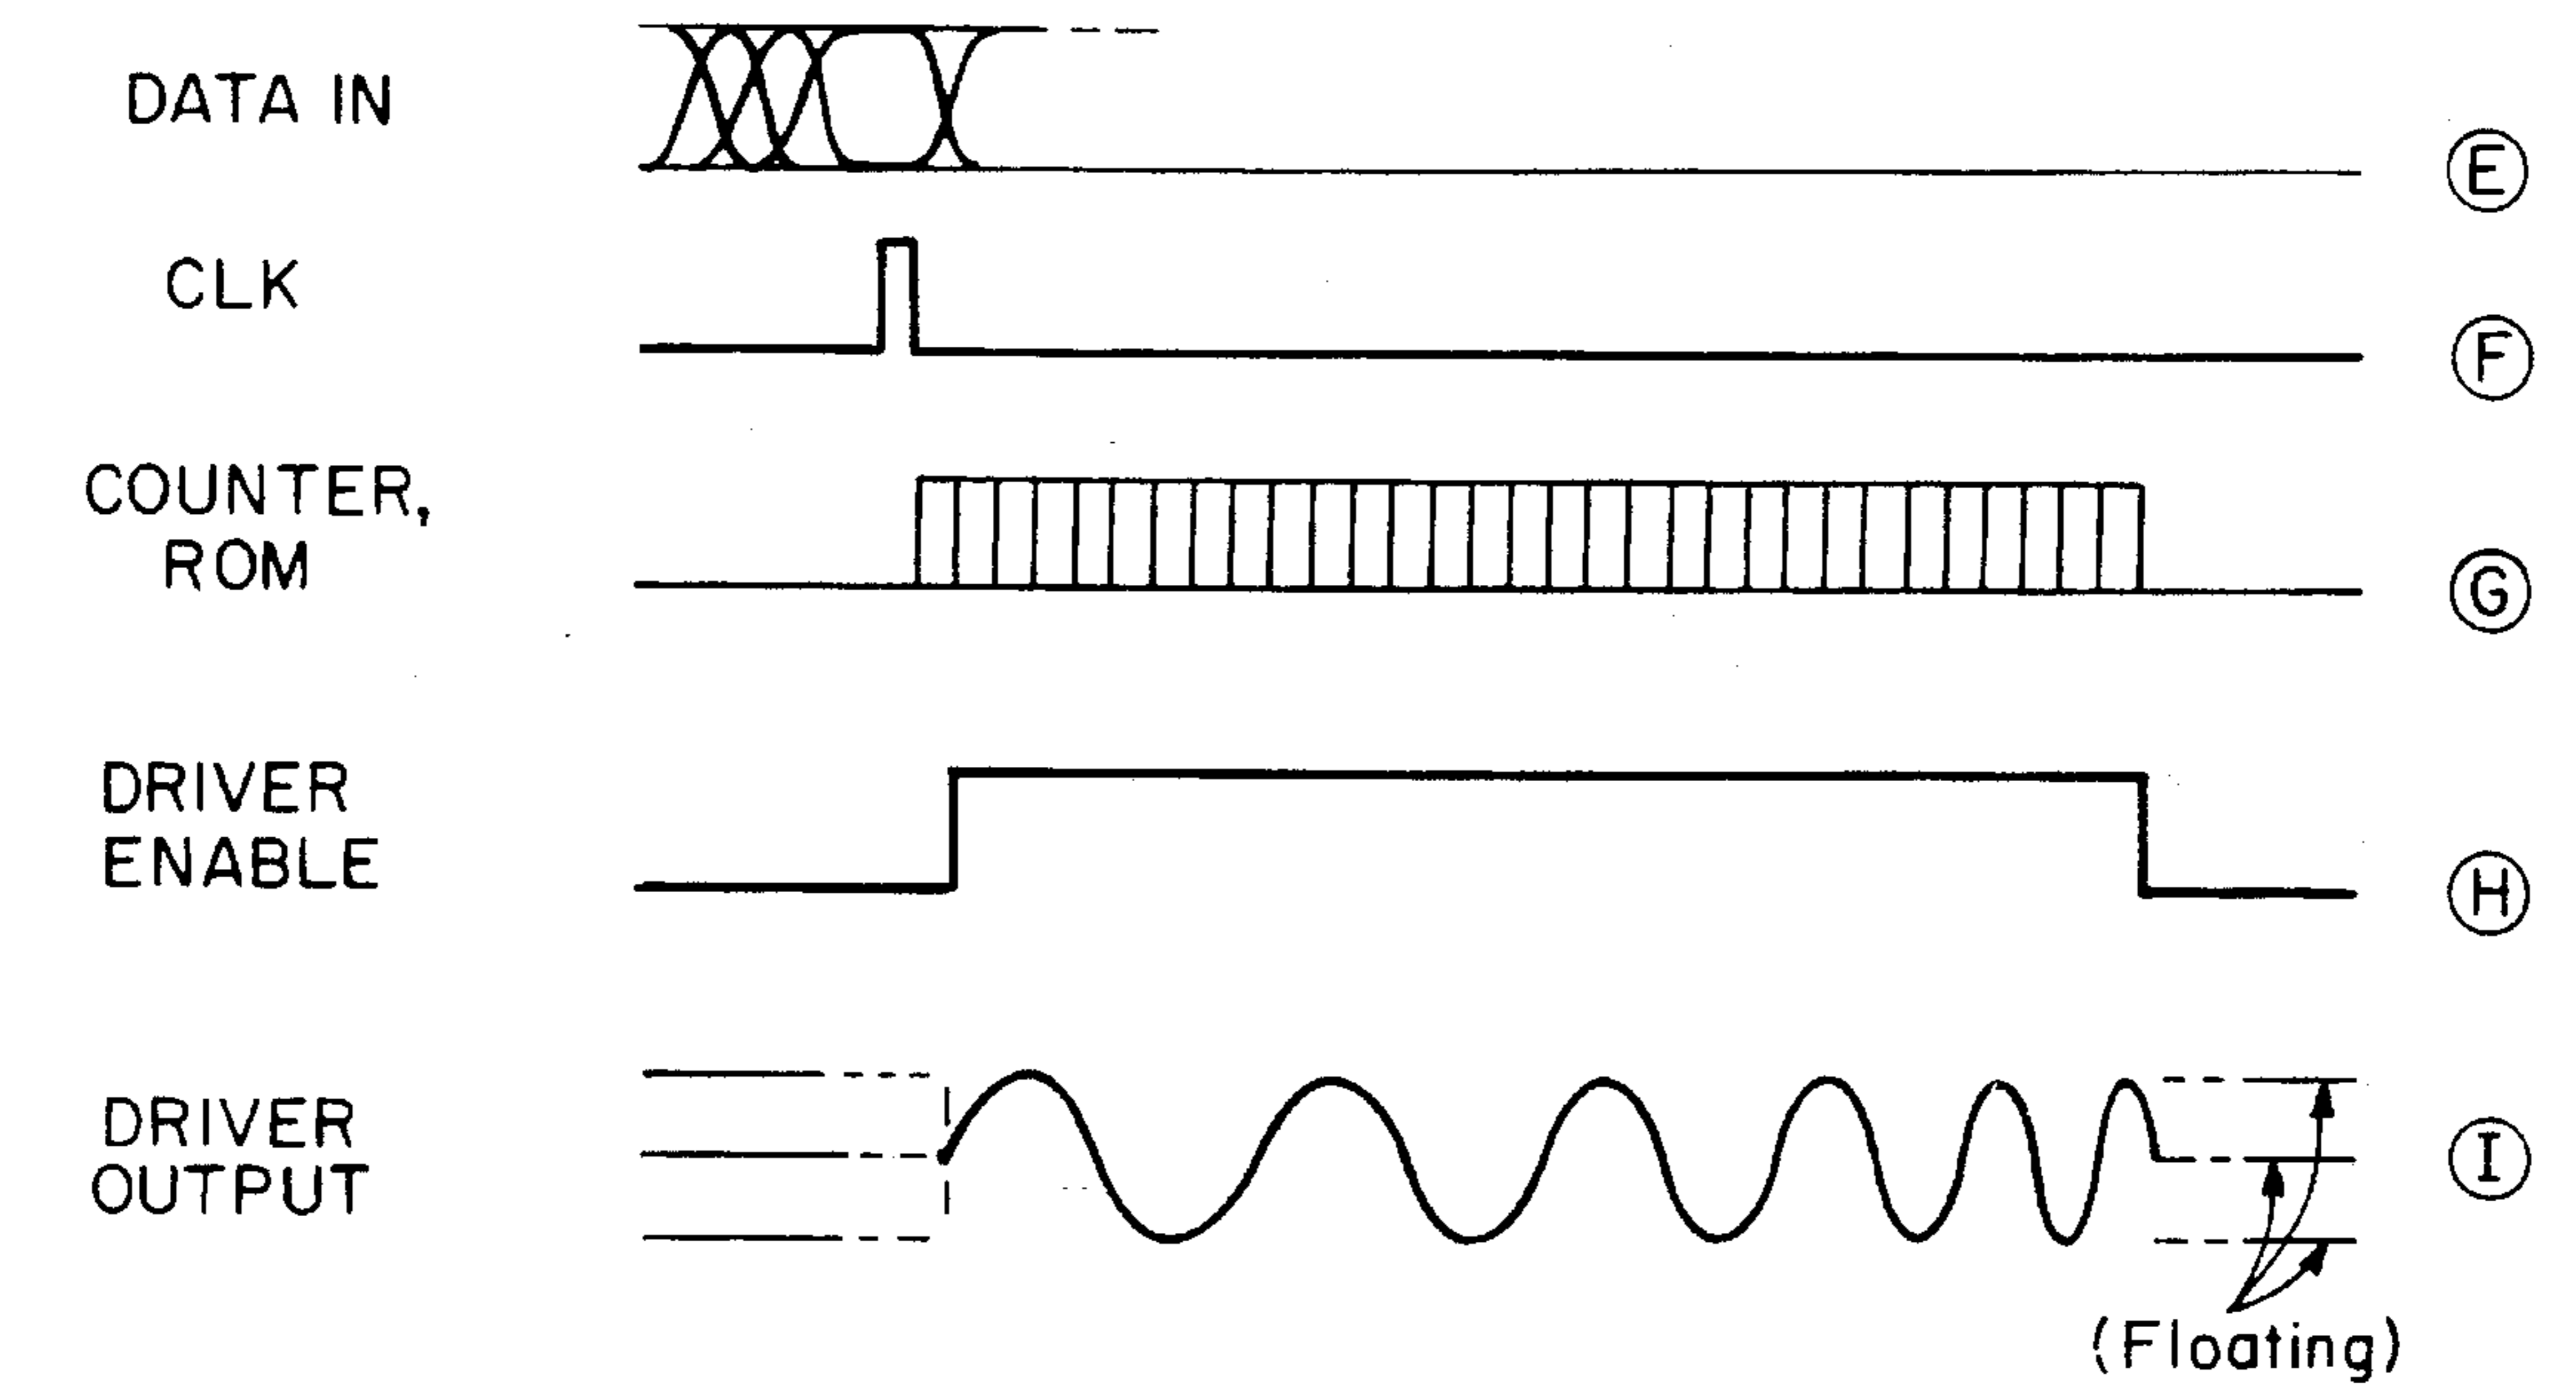 DATA IN
E
CLK
F
COUNTER,
ROM
G
DRIVER
ENABLE
H
DRIVER
OUTPUT
I
(Floating)